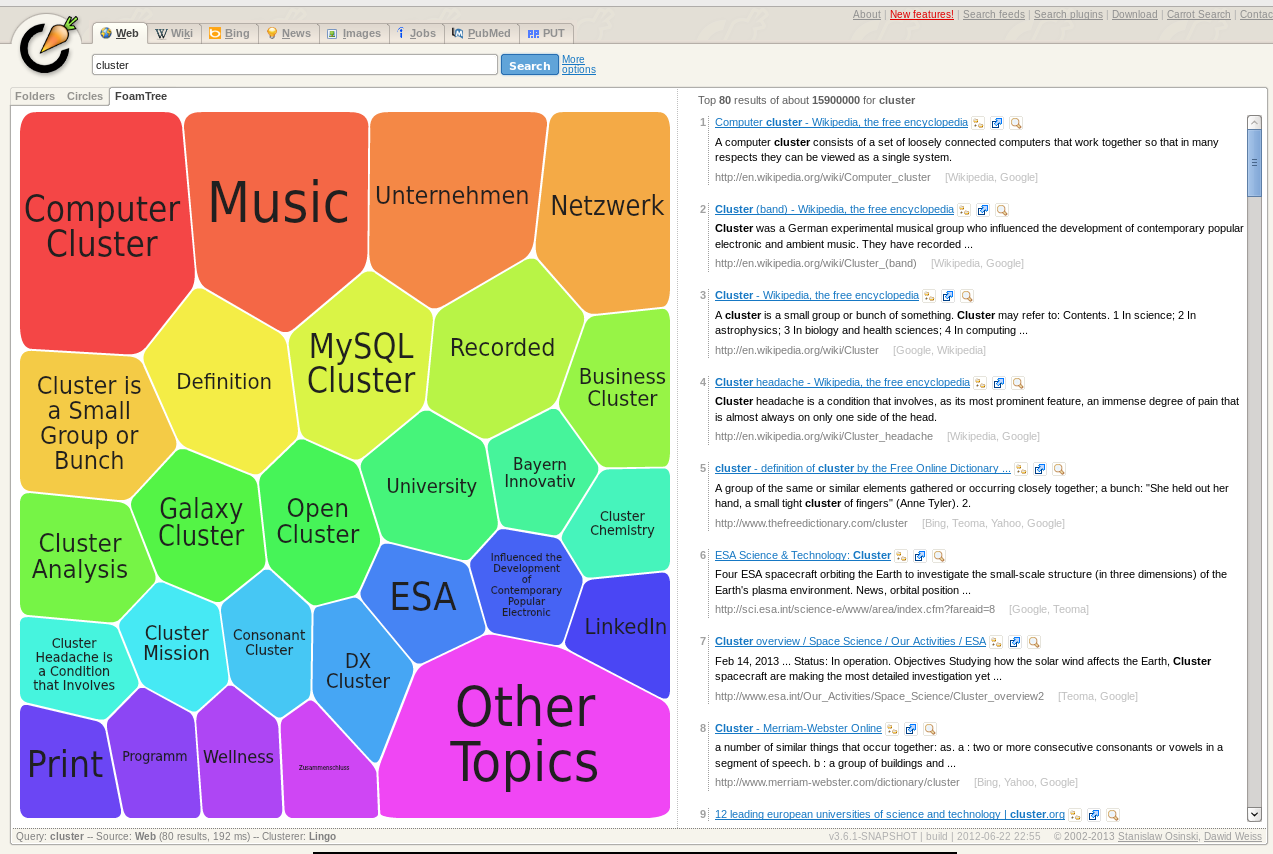 About | New features! | Search feeds | Search plugins | Download | Carrot Search | Contac
Web
Wiki
Bing
News
Images
Jobs
PubMed
PUT
cluster
Search
More
options
Folders
Circles
FoamTree
Computer
Cluster
Music
Unternehmen
Netzwerk
Cluster is
a Small
Group or
Bunch
Definition
MySQL
Cluster
Recorded
Business
Cluster
Cluster
Analysis
Galaxy
Cluster
Open
Cluster
University
Bayern
Innovativ
Cluster
Chemistry
Cluster
Headache is
a Condition
that Involves
Cluster
Mission
Consonant
Cluster
DX
Cluster
ESA
Influenced the
Development
of
Contemporary
Popular
Electronic
LinkedIn
Print
Programm
Wellness
Zusammenschluss
Other
Topics
Top 80 results of about 15900000 for cluster
1 Computer cluster - Wikipedia, the free encyclopedia
A computer cluster consists of a set of loosely connected computers that work together so that in many
respects they can be viewed as a single system.
http://en.wikipedia.org/wiki/Computer_cluster [Wikipedia, Google]
2 Cluster (band) - Wikipedia, the free encyclopedia
Cluster was a German experimental musical group who influenced the development of contemporary popular
electronic and ambient music. They have recorded ...
http://en.wikipedia.org/wiki/Cluster_(band) [Wikipedia, Google]
3 Cluster - Wikipedia, the free encyclopedia
A cluster is a small group or bunch of something. Cluster may refer to: Contents. 1 In science; 2 In
astrophysics; 3 In biology and health sciences; 4 In computing ...
http://en.wikipedia.org/wiki/Cluster [Google, Wikipedia]
4 Cluster headache - Wikipedia, the free encyclopedia
Cluster headache is a condition that involves, as its most prominent feature, an immense degree of pain that
is almost always on only one side of the head.
http://en.wikipedia.org/wiki/Cluster_headache [Wikipedia, Google]
5 cluster - definition of cluster by the Free Online Dictionary ...
A group of the same or similar elements gathered or occurring closely together; a bunch: "She held out her
hand, a small tight cluster of fingers" (Anne Tyler). 2.
http://www.thefreedictionary.com/cluster [Bing, Teoma, Yahoo, Google]
6 ESA Science & Technology: Cluster
Four ESA spacecraft orbiting the Earth to investigate the small-scale structure (in three dimensions) of the
Earth's plasma environment. News, orbital position ...
http://sci.esa.int/science-e/www/area/index.cfm?fareaid=8 [Google, Teoma]
7 Cluster overview / Space Science / Our Activities / ESA
Feb 14, 2013 ... Status: In operation. Objectives Studying how the solar wind affects the Earth, Cluster
spacecraft are making the most detailed investigation yet ...
http://www.esa.int/Our_Activities/Space_Science/Cluster_overview2 [Teoma, Google]
8 Cluster - Merriam-Webster Online
a number of similar things that occur together: as. a : two or more consecutive consonants or vowels in a
segment of speech. b : a group of buildings and ...
http://www.merriam-webster.com/dictionary/cluster [Bing, Yahoo, Google]
9 12 leading european universities of science and technology | cluster.org
Query: cluster -- Source: Web (80 results, 192 ms) -- Clusterer: Lingo
v3.6.1-SNAPSHOT | build | 2012-06-22 22:55 © 2002-2013 Stanislaw Osinski, Dawid Weiss